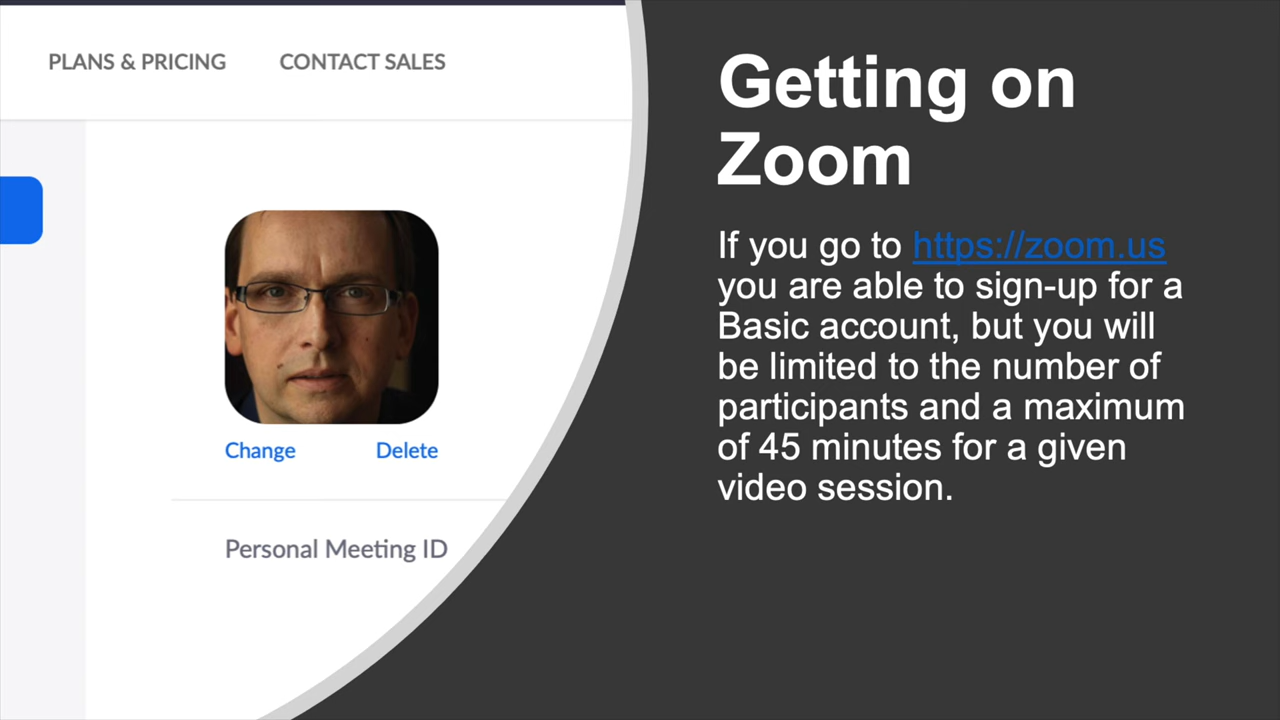 PLANS & PRICING CONTACT SALES
Change Delete
Personal Meeting ID
Getting on
Zoom
If you go to https://zoom.us
you are able to sign-up for a
Basic account, but you will
be limited to the number of
participants and a maximum
of 45 minutes for a given
video session.